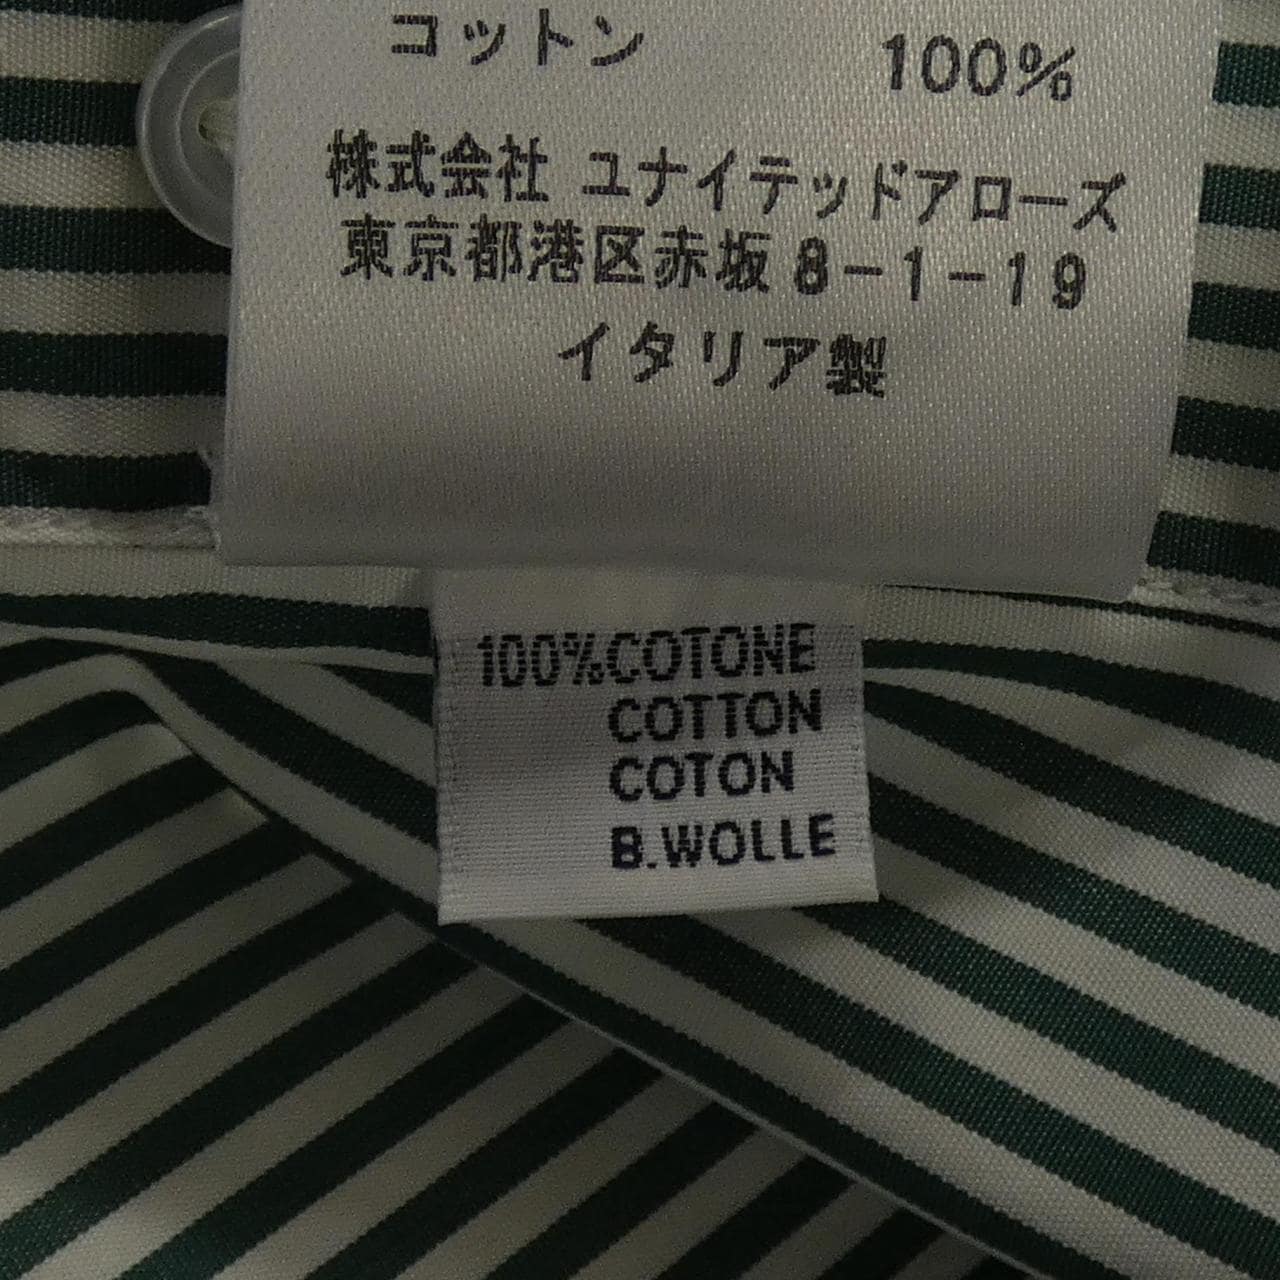 コットン 100%
株式会社 ユナイテッドアローズ
東京都港区赤坂 8-1-19
イタリア製
100%COTONE
COTTON
COTON
B.WOLLE